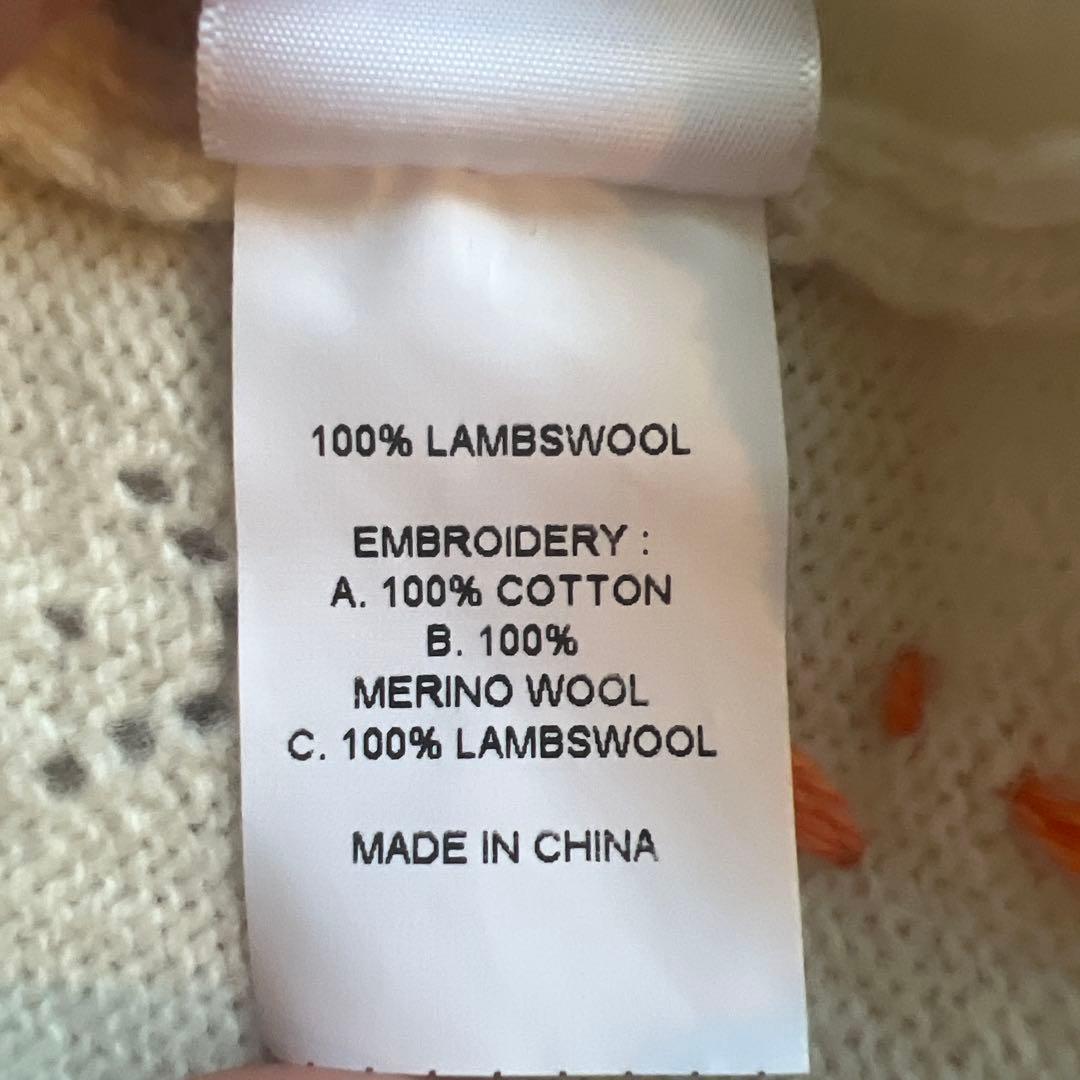 100% LAMBSWOOL
EMBROIDERY :
A. 100% COTTON
B. 100%
MERINO WOOL
C. 100% LAMBSWOOL
MADE IN CHINA